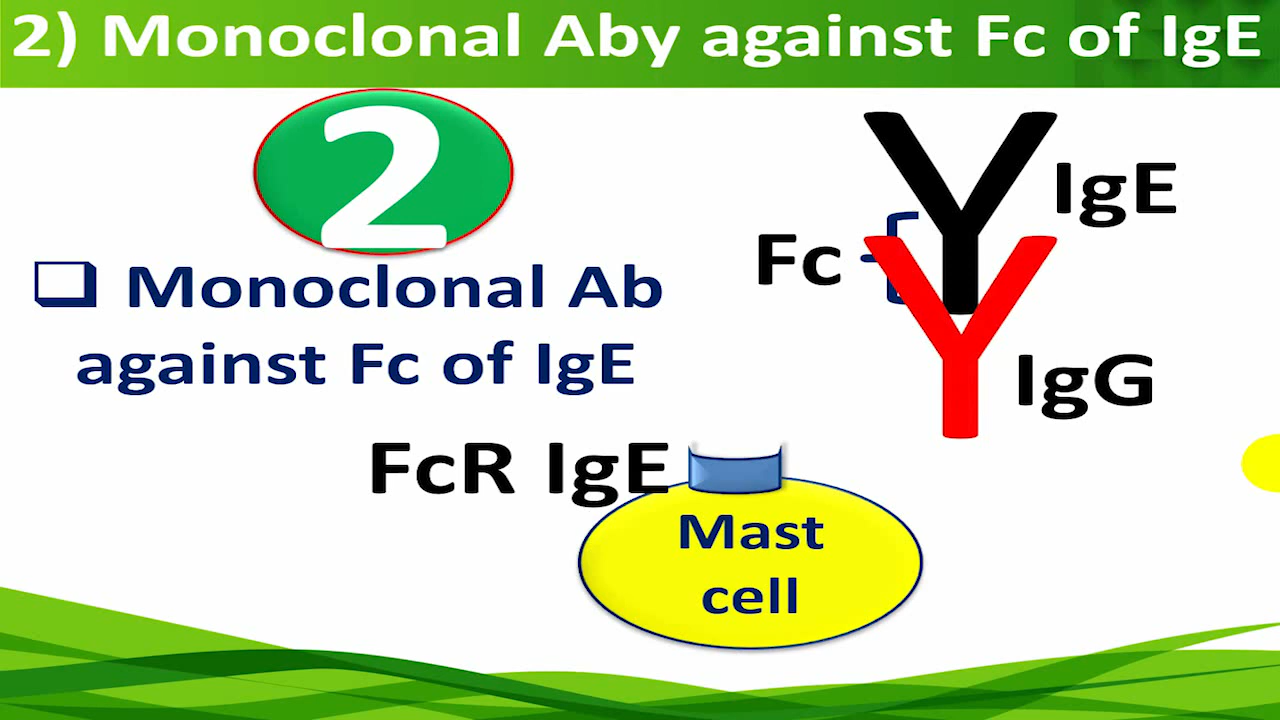 2) Monoclonal Aby against Fc of IgE
2
❑ Monoclonal Ab
against Fc of IgE
IgE
Fc
IgG
FcR IgE
Mast
cell